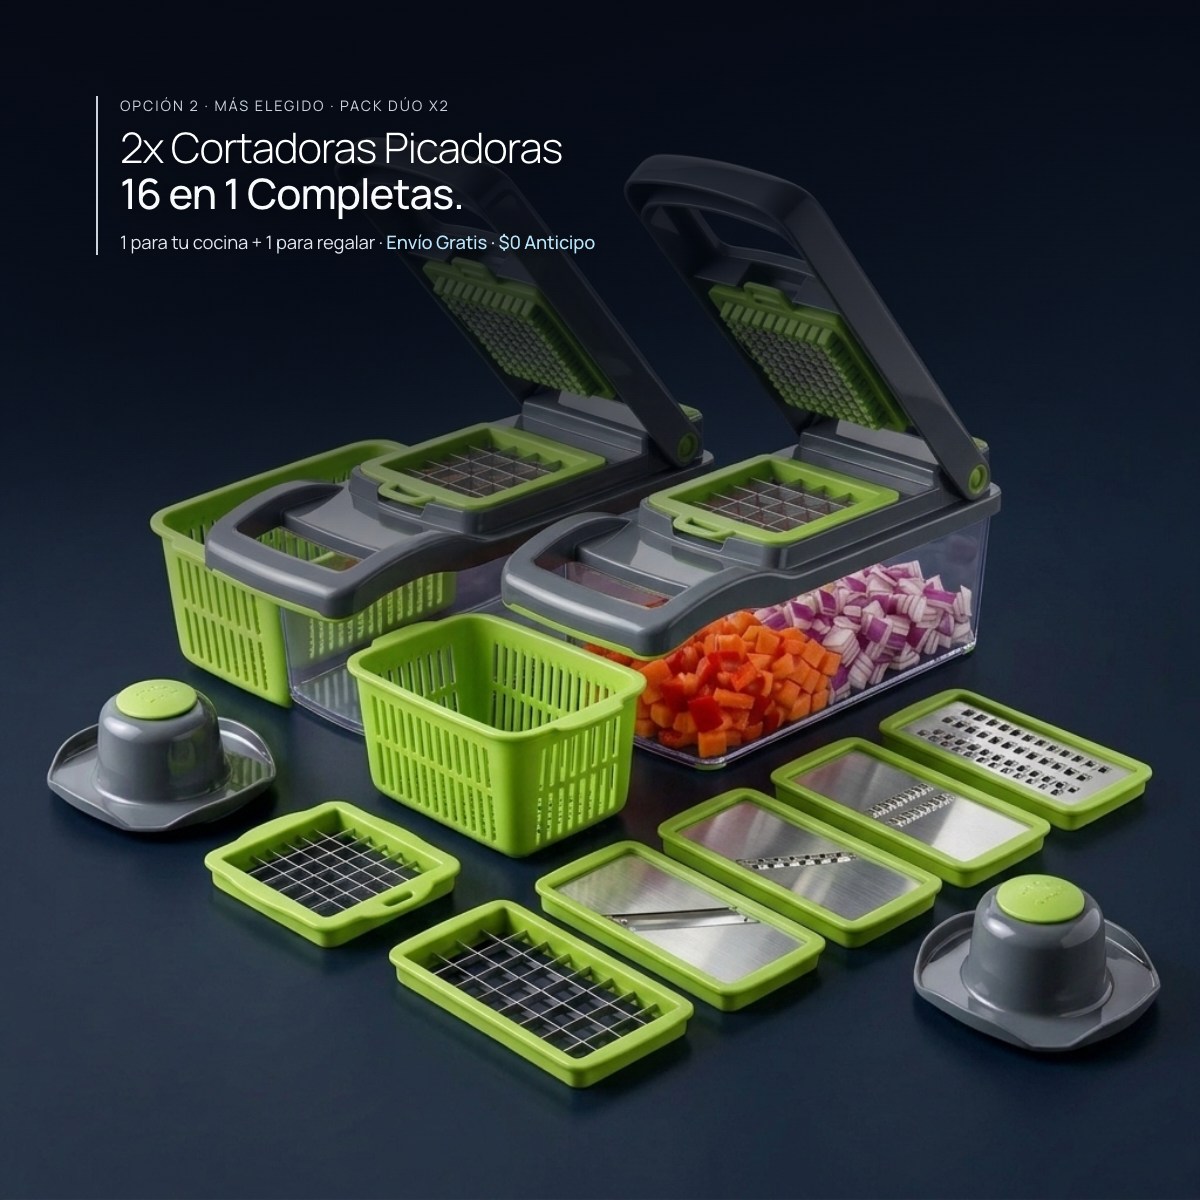 OPCIÓN 2 · MÁS ELEGIDO · PACK DÚO X2
2x Cortadoras Picadoras
16 en 1 Completas.
1 para tu cocina + 1 para regalar · Envío Gratis · $0 Anticipo